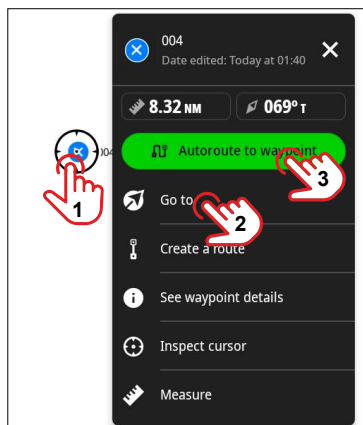 004
Date edited: Today at 01:40
8.32 NM
069° T
004
Autoroute to waypoint
3
1
Go to
2
Create a route
See waypoint details
Inspect cursor
Measure